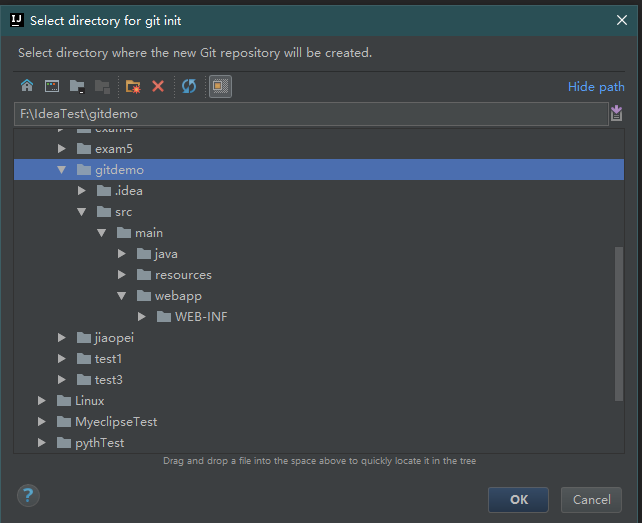 Select directory for git init
Select directory where the new Git repository will be created.
Hide path
F:\IdeaTest\gitdemo
exam4
exam5
gitdemo
.idea
src
main
java
resources
webapp
WEB-INF
jiaopei
test1
test3
Linux
MyeclipseTest
pythTest
Drag and drop a file into the space above to quickly locate it in the tree
?
OK
Cancel